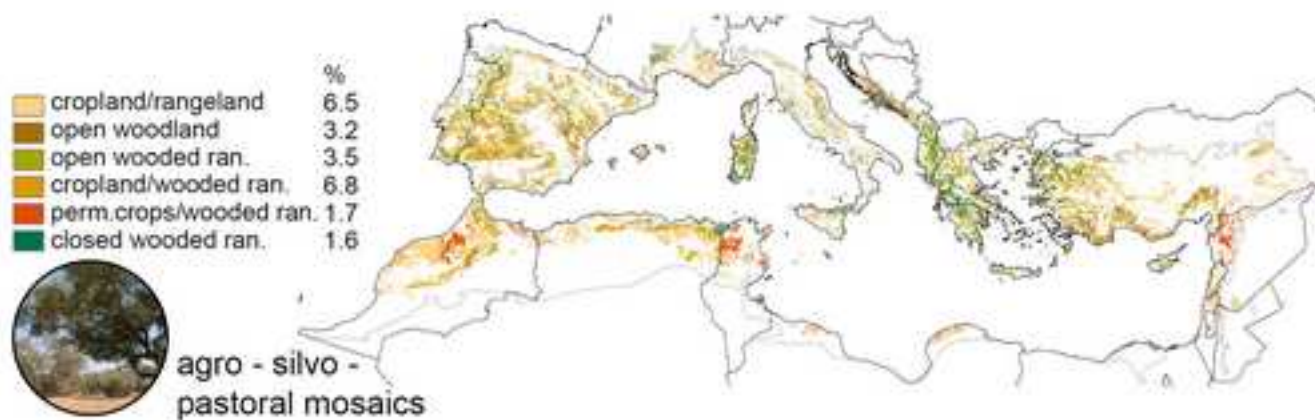 %
cropland/rangeland 6.5
open woodland 3.2
open wooded ran. 3.5
cropland/wooded ran. 6.8
perm.crops/wooded ran. 1.7
closed wooded ran. 1.6
agro - silvo -
pastoral mosaics